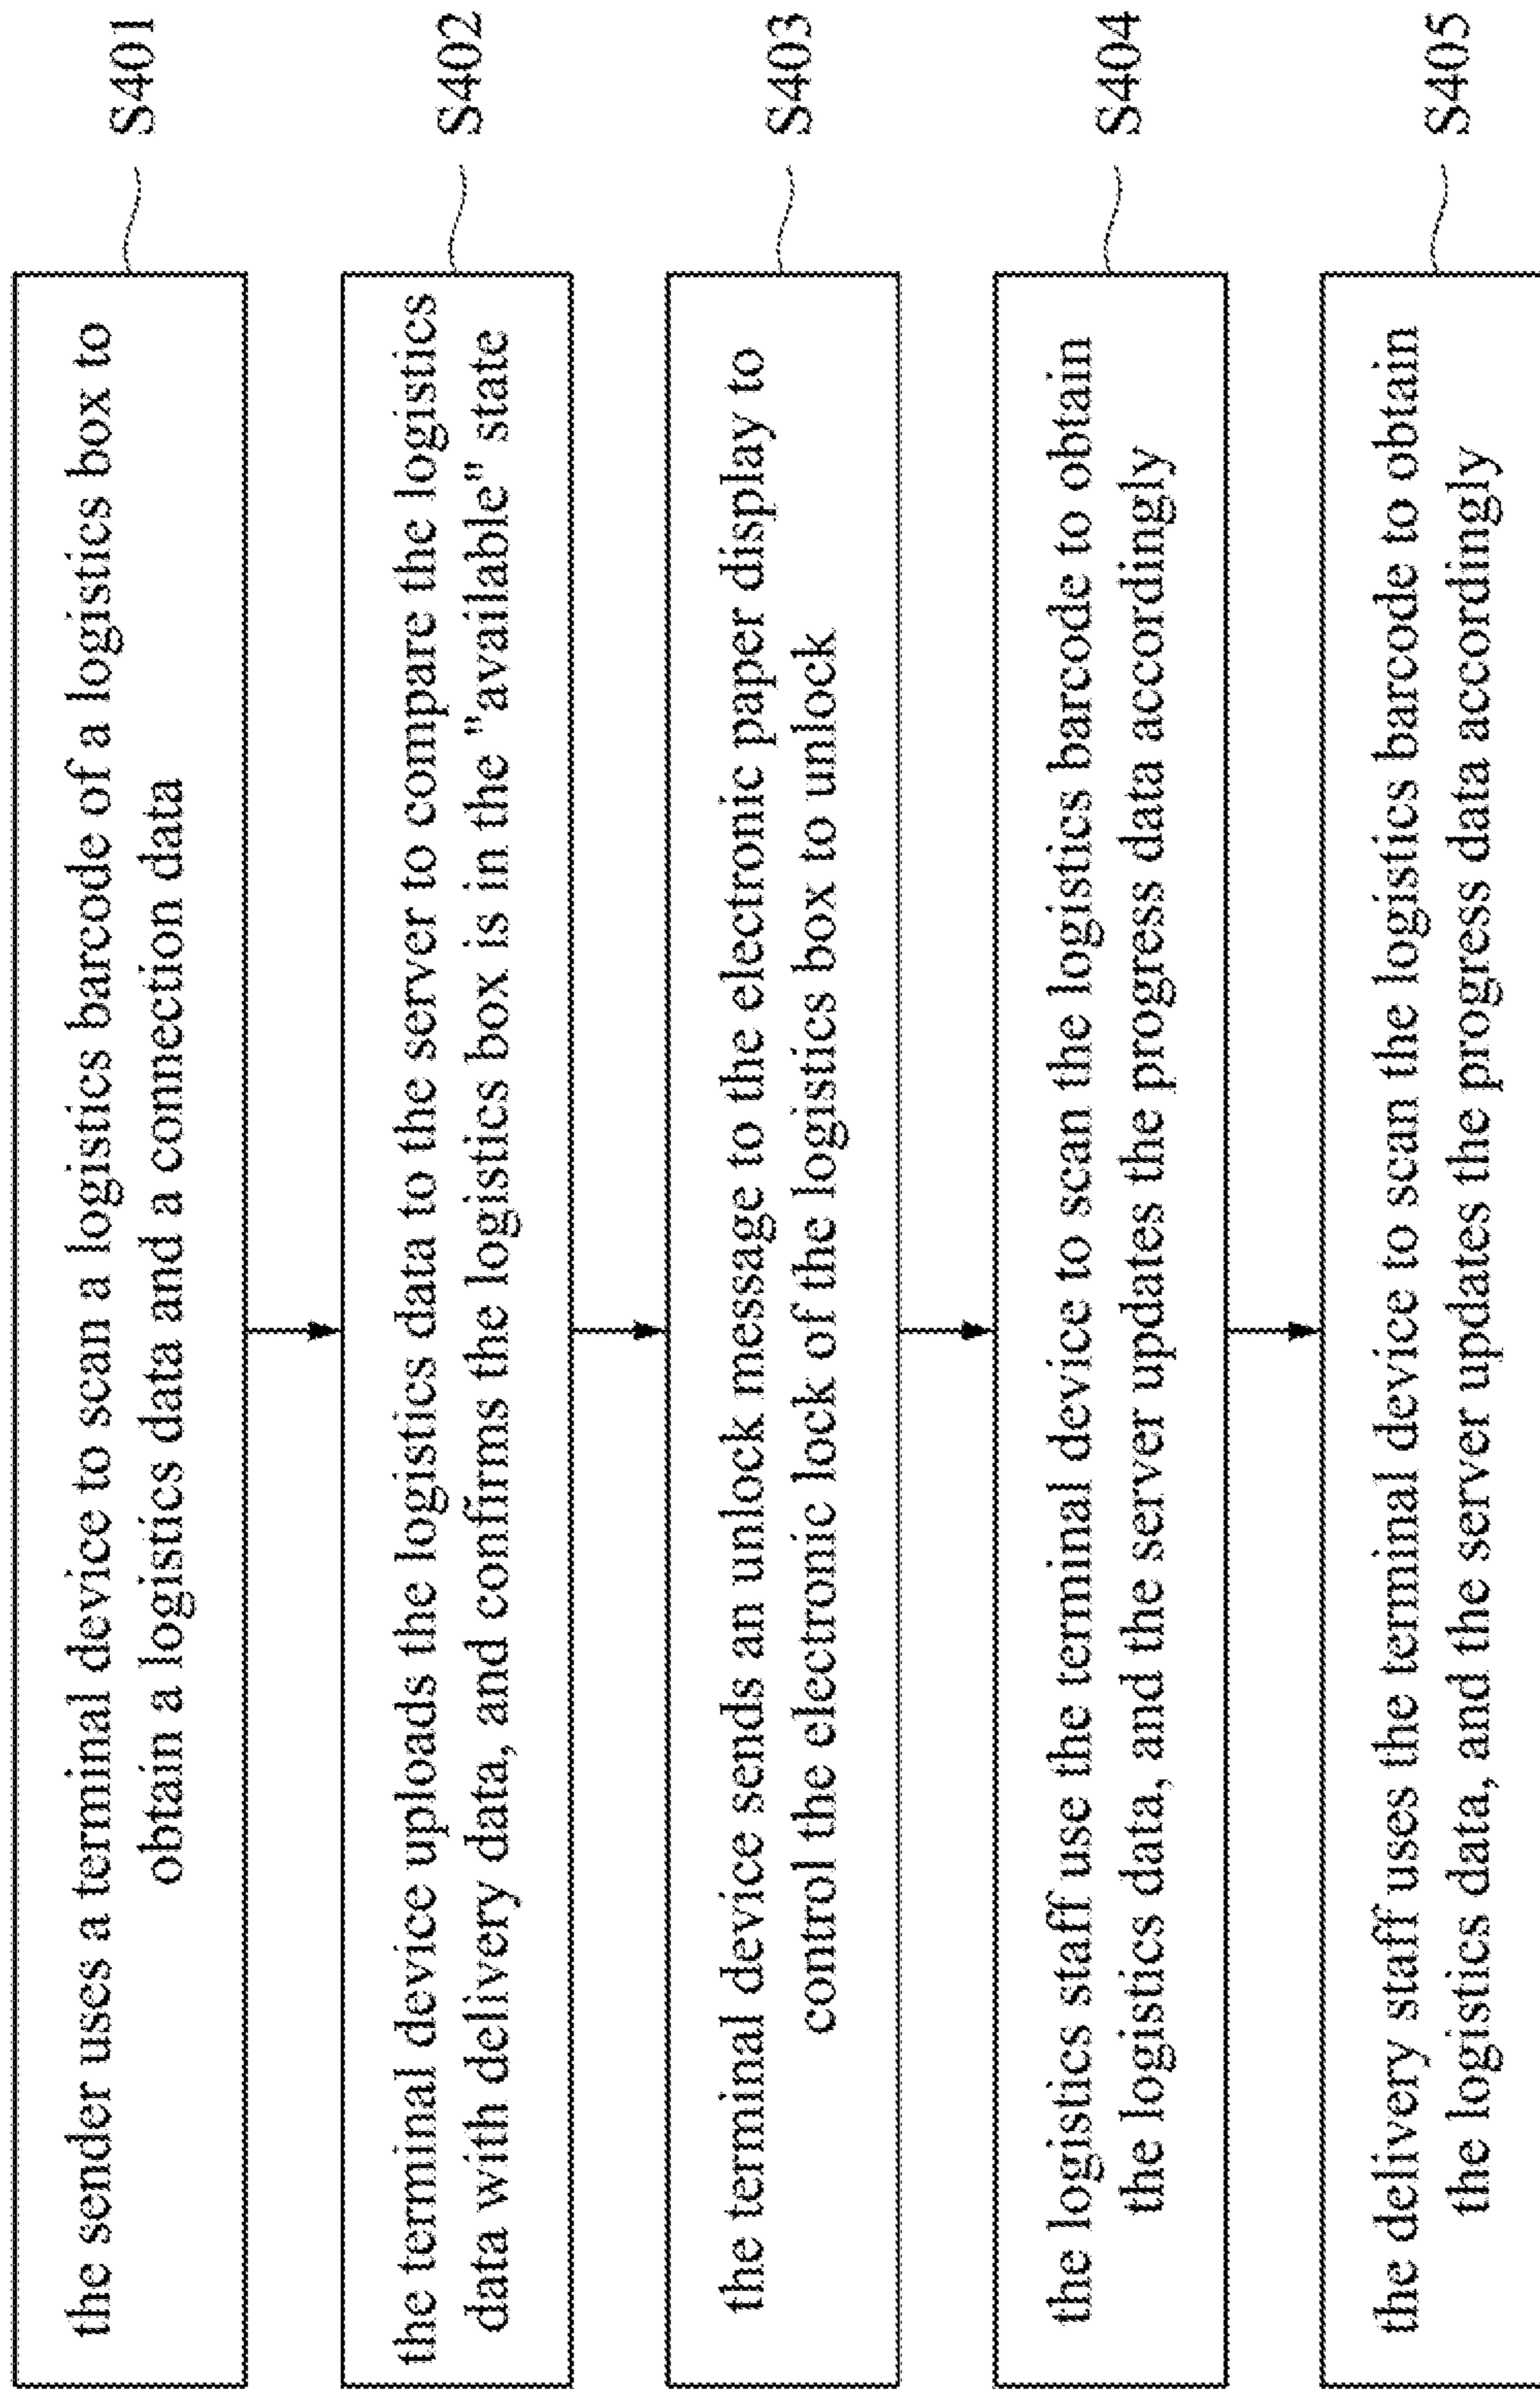 the sender uses a terminal device to scan a logistics barcode of a logistics box to
obtain a logistics data and a connection data
S401
the terminal device uploads the logistics data to the server to compare the logistics
data with delivery data, and confirms the logistics box is in the "available" state
S402
the terminal device sends an unlock message to the electronic paper display to
control the electronic lock of the logistics box to unlock
S403
the logistics staff use the terminal device to scan the logistics barcode to obtain
the logistics data, and the server updates the progress data accordingly
S404
the delivery staff uses the terminal device to scan the logistics barcode to obtain
the logistics data, and the server updates the progress data accordingly
S405